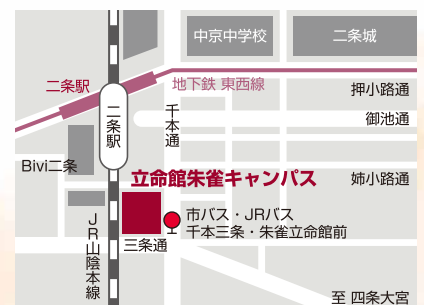 中京中学校
二条城
二条駅
地下鉄 東西線
押小路通
二条駅
千本通
御池通
Bivi二条
立命館朱雀キャンパス
姉小路通
市バス・JRバス
千本三条・朱雀立命館前
JR山陰本線
三条通
至 四条大宮